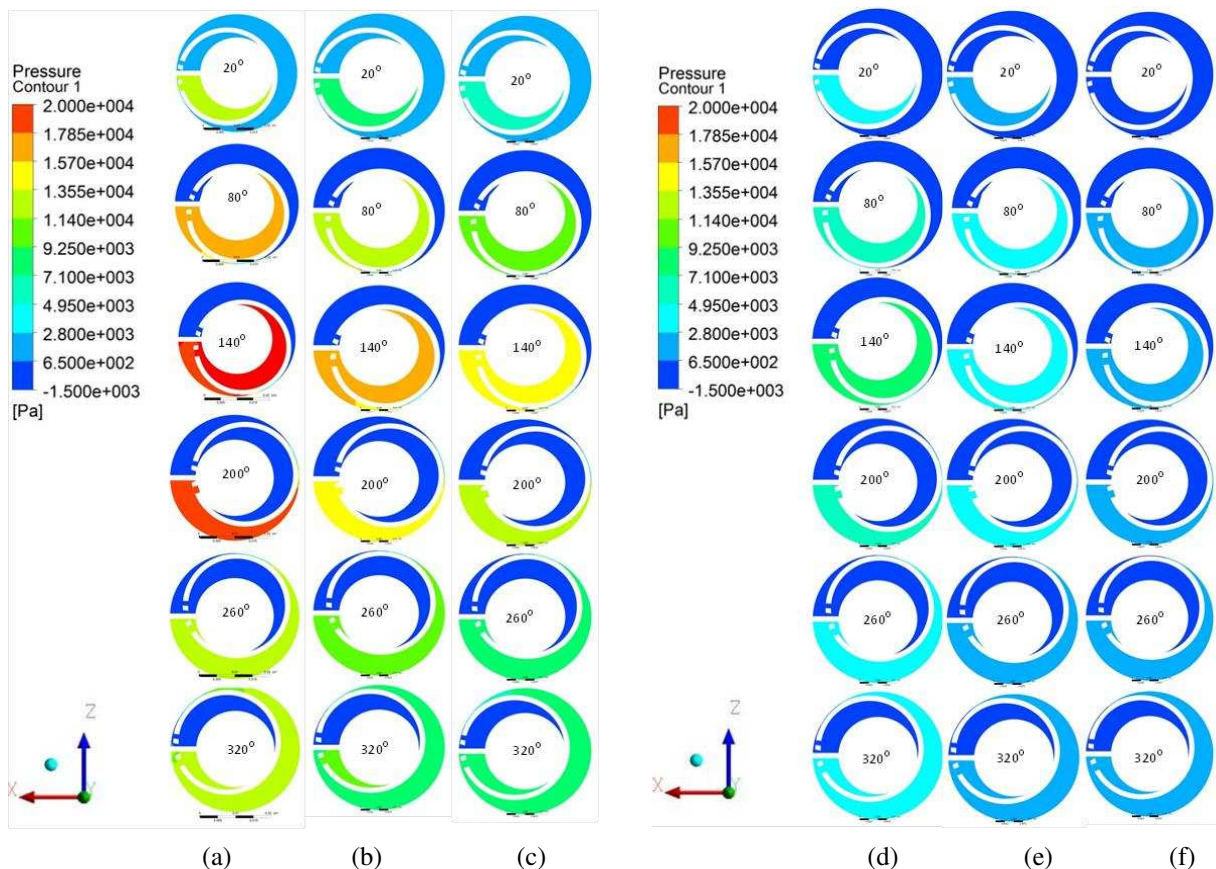 Pressure
Contour 1
2.000e+004
1.785e+004
1.570e+004
1.355e+004
1.140e+004
9.250e+003
7.100e+003
4.950e+003
2.800e+003
6.500e+002
-1.500e+003
[Pa]
20° 20° 20°
80° 80° 80°
140° 140° 140°
200° 200° 200°
260° 260° 260°
320° 320° 320°
Z
X Y
(a) (b) (c)
Pressure
Contour 1
2.000e+004
1.785e+004
1.570e+004
1.355e+004
1.140e+004
9.250e+003
7.100e+003
4.950e+003
2.800e+003
6.500e+002
-1.500e+003
[Pa]
20° 20° 20°
80° 80° 80°
140° 140° 140°
200° 200° 200°
260° 260° 260°
320° 320° 320°
Z
X Y
(d) (e) (f)